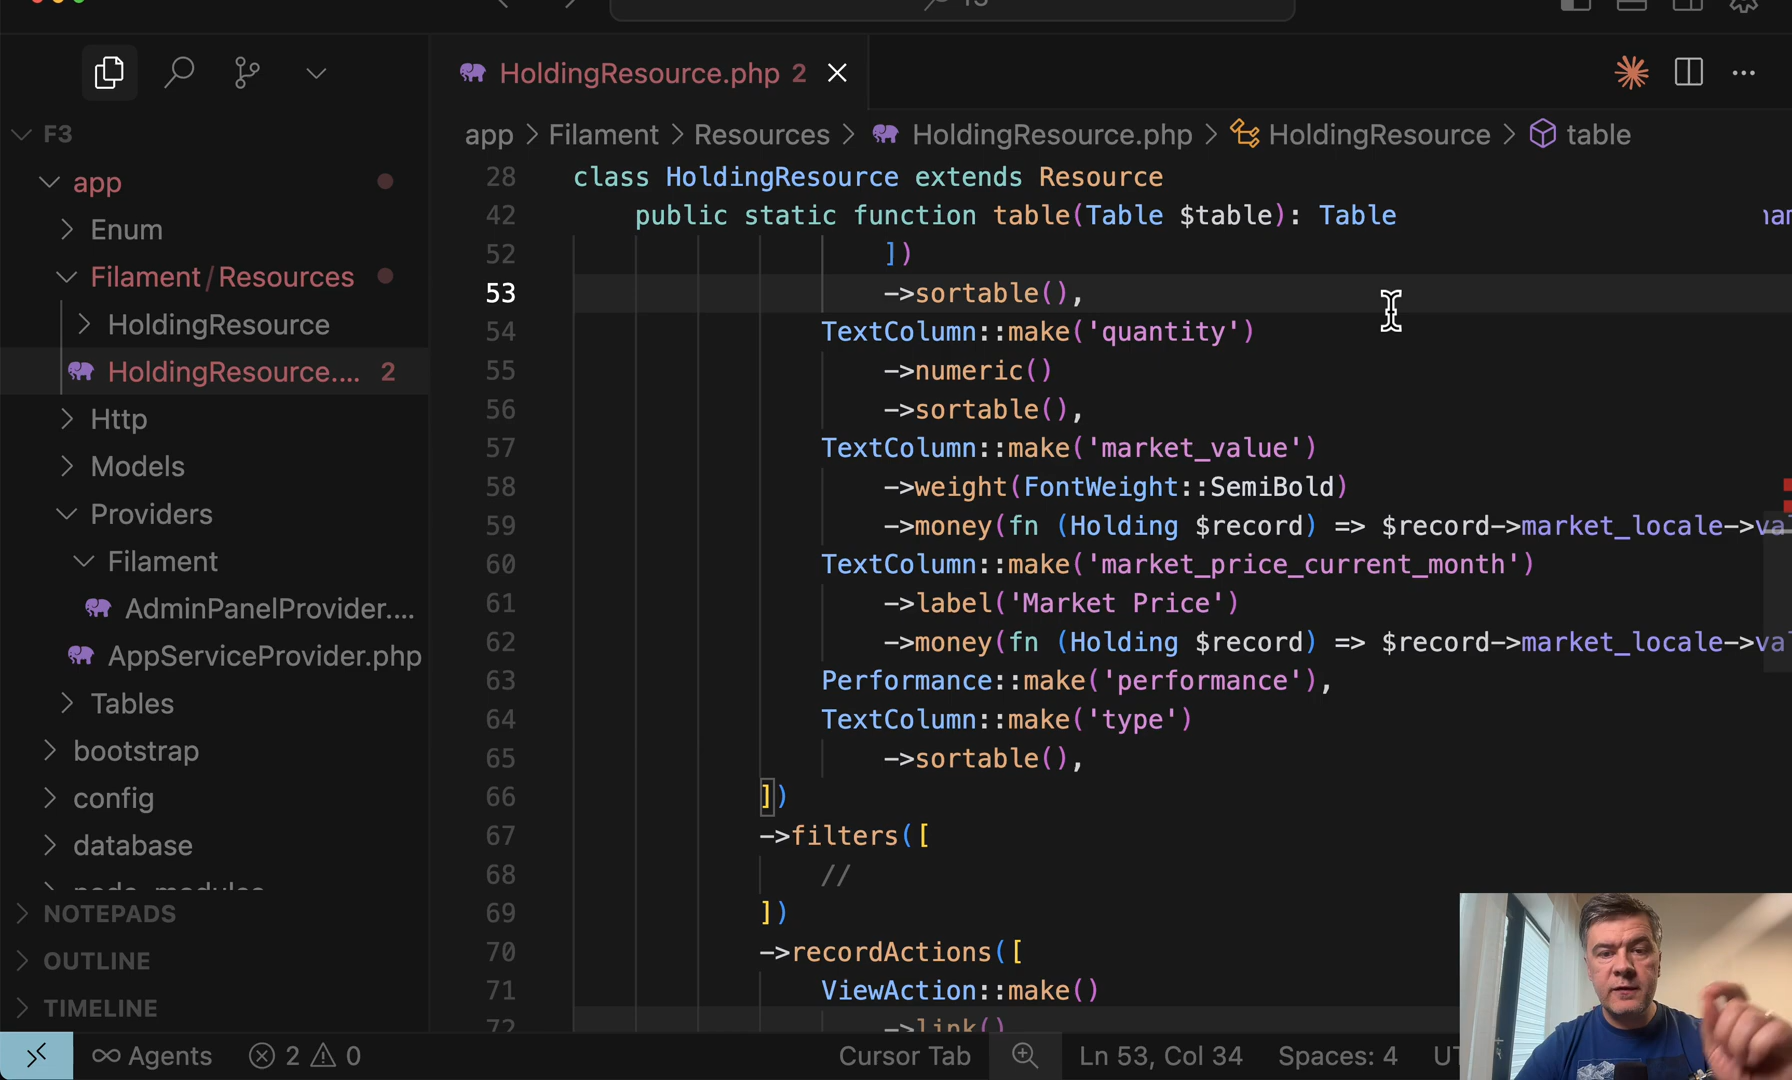 HoldingResource.php 2
F3
app > Filament > Resources > HoldingResource.php > HoldingResource > table
app
Enum
Filament/Resources
HoldingResource
HoldingResource.... 2
Http
Models
Providers
Filament
AdminPanelProvider....
AppServiceProvider.php
Tables
bootstrap
config
database
node_modules
NOTEPADS
OUTLINE
TIMELINE
28 class HoldingResource extends Resource
42 public static function table(Table $table): Table
52 ])
53 ->sortable(),
54 TextColumn::make('quantity')
55 ->numeric()
56 ->sortable(),
57 TextColumn::make('market_value')
58 ->weight(FontWeight::SemiBold)
59 ->money(fn (Holding $record) => $record->market_locale->va
60 TextColumn::make('market_price_current_month')
61 ->label('Market Price')
62 ->money(fn (Holding $record) => $record->market_locale->va
63 Performance::make('performance'),
64 TextColumn::make('type')
65 ->sortable(),
66 ])
67 ->filters([
68 //
69 ])
70 ->recordActions([
71 ViewAction::make()
72 ->link()
Agents 2 0 Cursor Tab Ln 53, Col 34 Spaces: 4